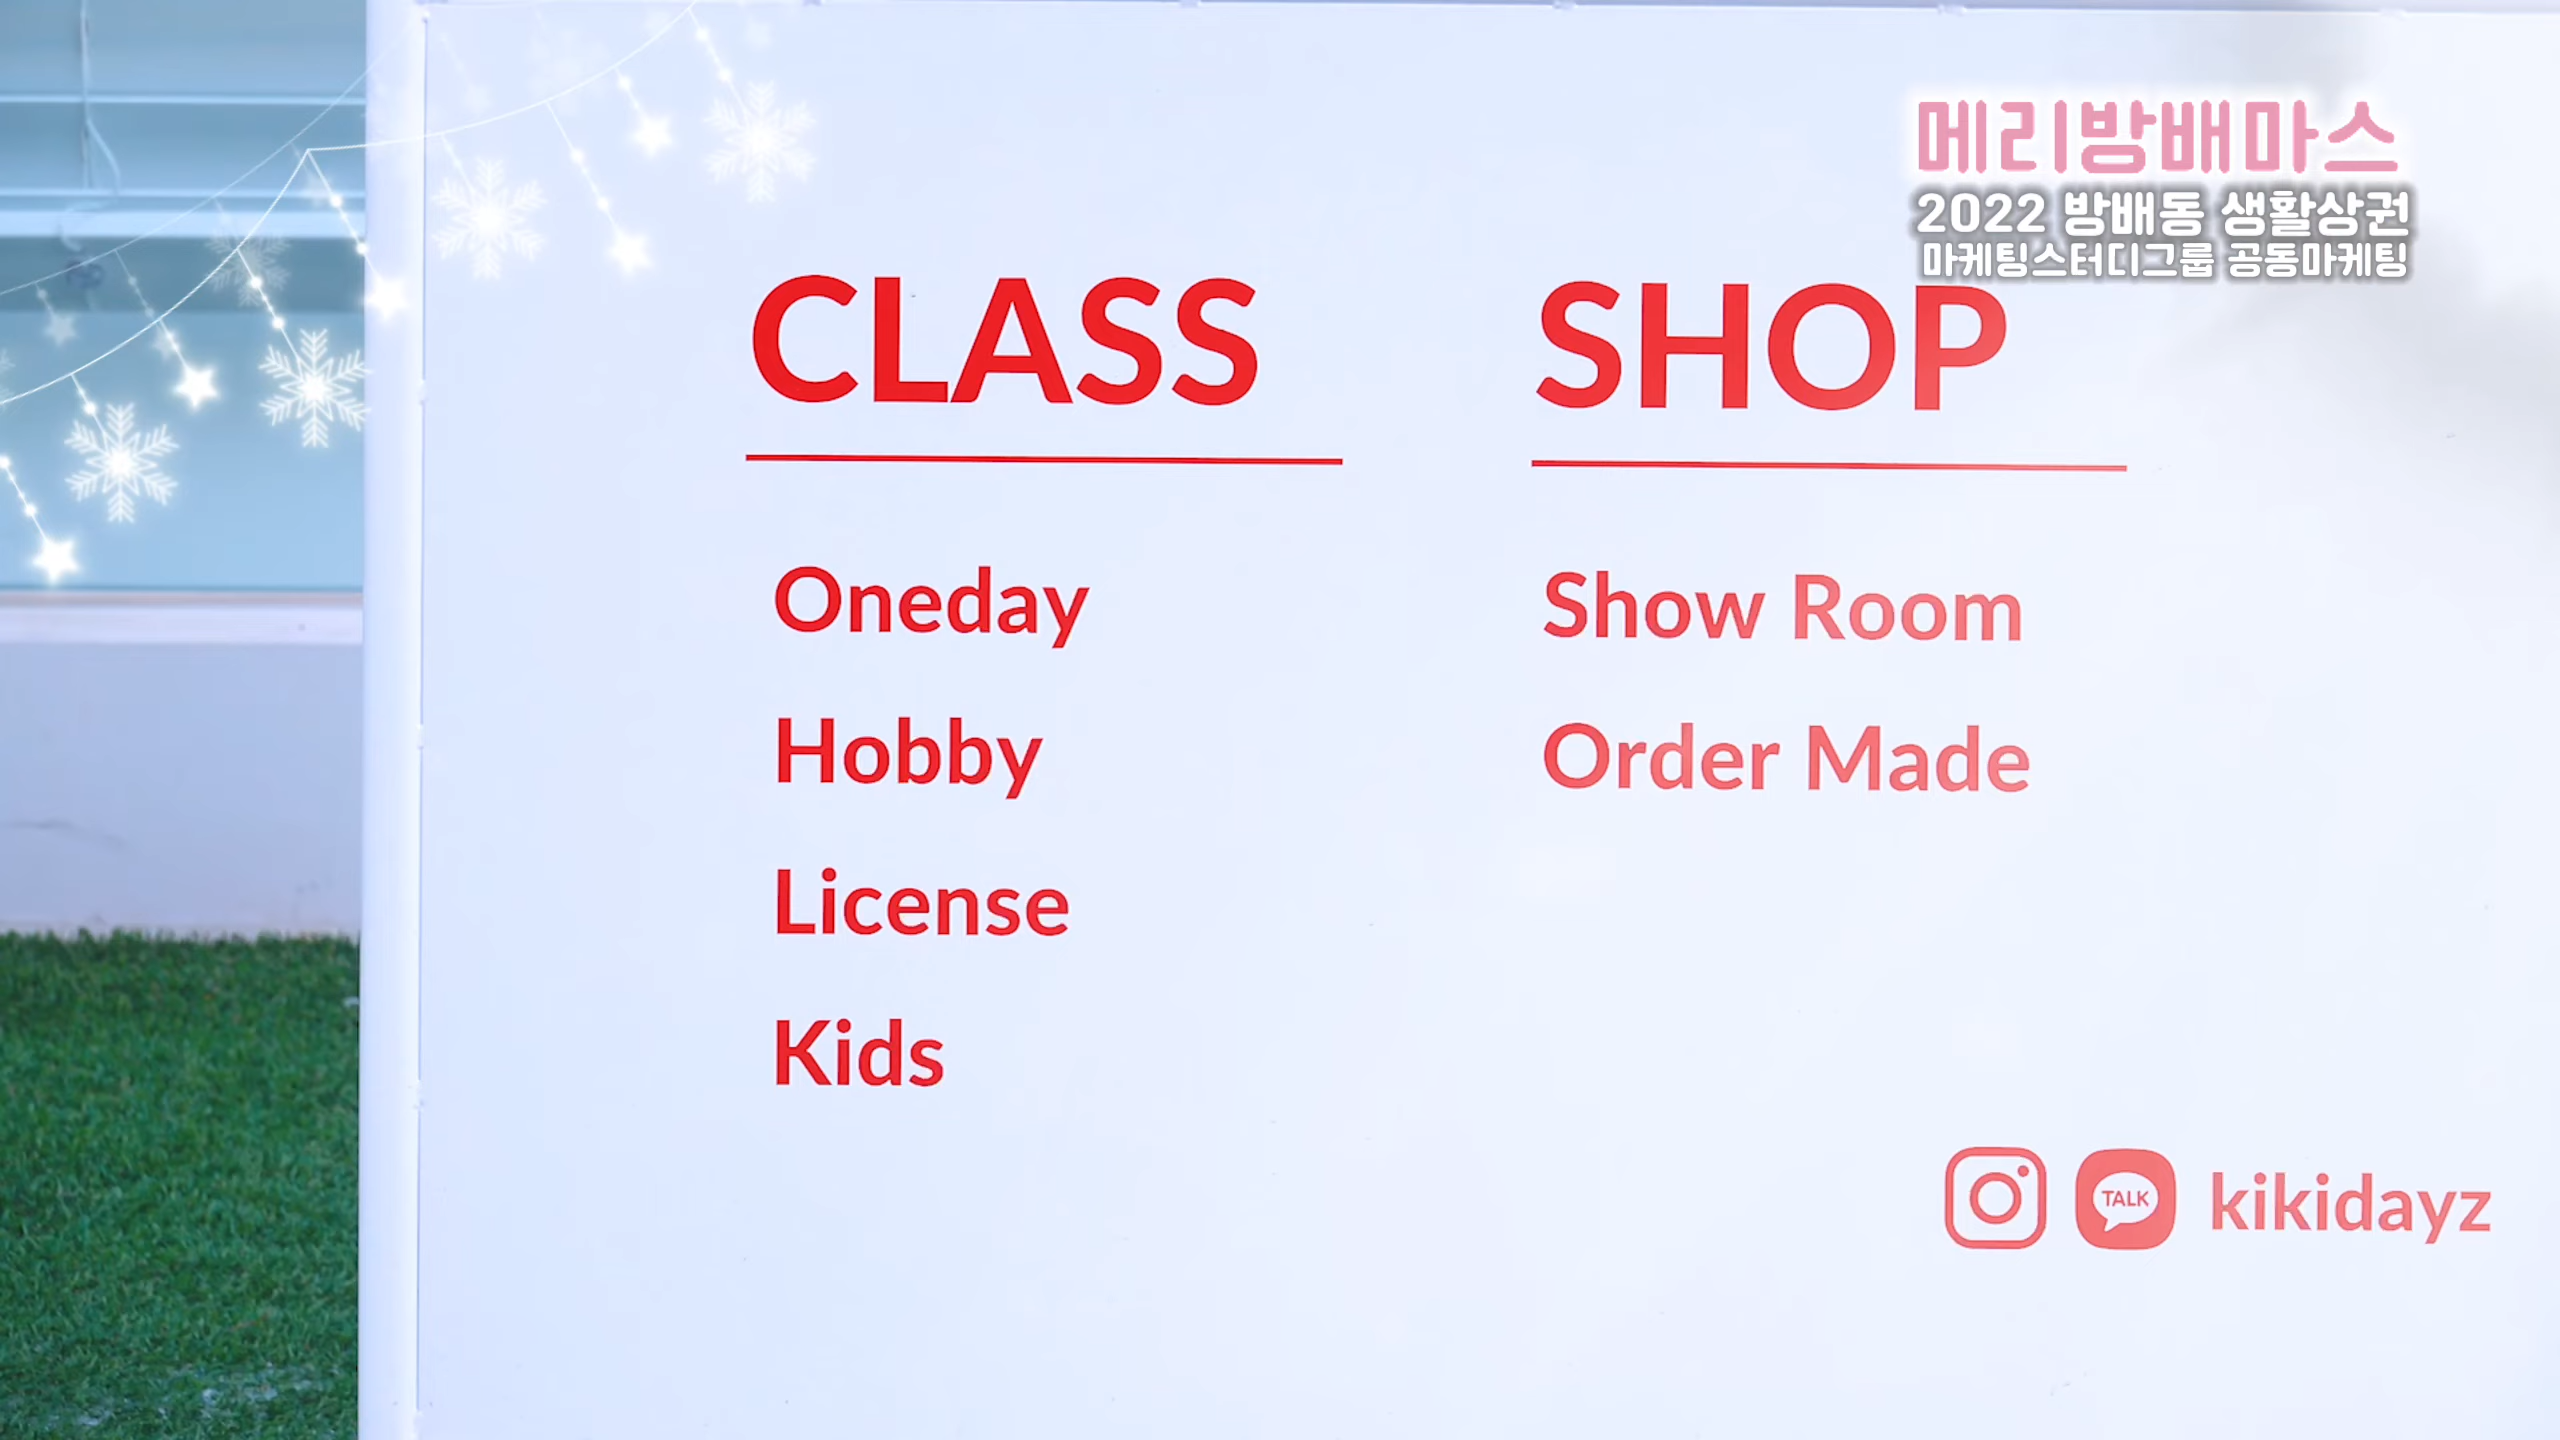 메리방배마스
2022 방배동 생활상권
마케팅스터디그룹 공동마케팅
CLASS
Oneday
Hobby
License
Kids
SHOP
Show Room
Order Made
TALK
kikidayz